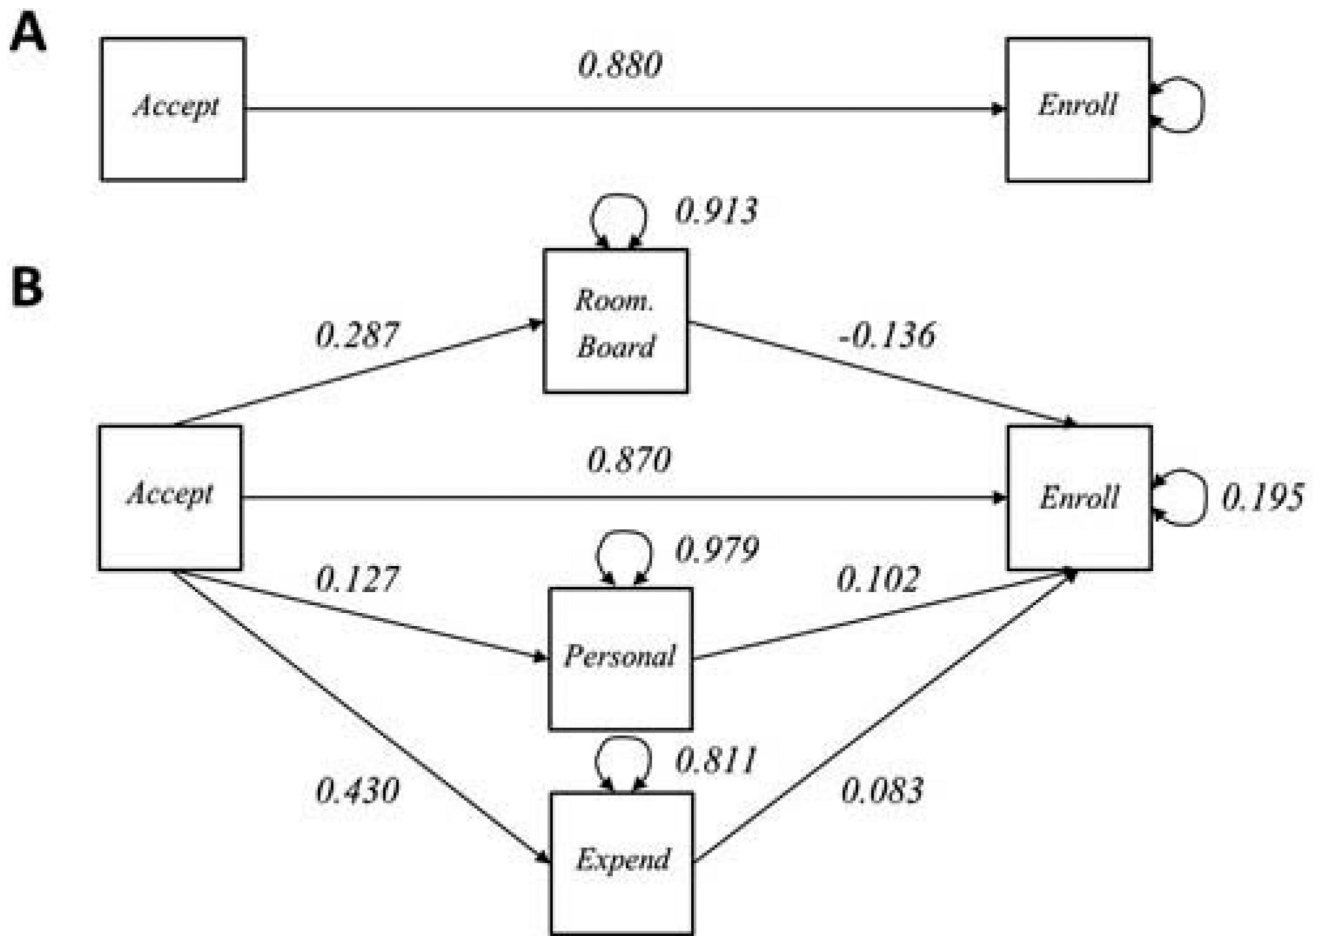 A
Accept
0.880
Enroll
B
0.913
Room.
Board
0.287
-0.136
Accept
0.870
Enroll
0.195
0.979
0.127
0.102
Personal
0.811
0.430
0.083
Expend